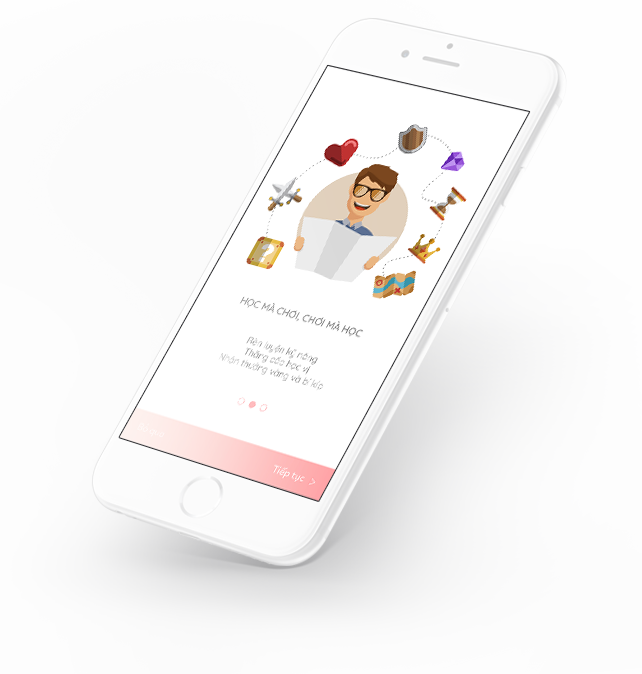 HỌC MÀ CHƠI, CHƠI MÀ HỌC
Rèn luyện kỹ năng
Thăng cấp học vị
Nhận thưởng vàng và bí kíp
Tiếp tục >